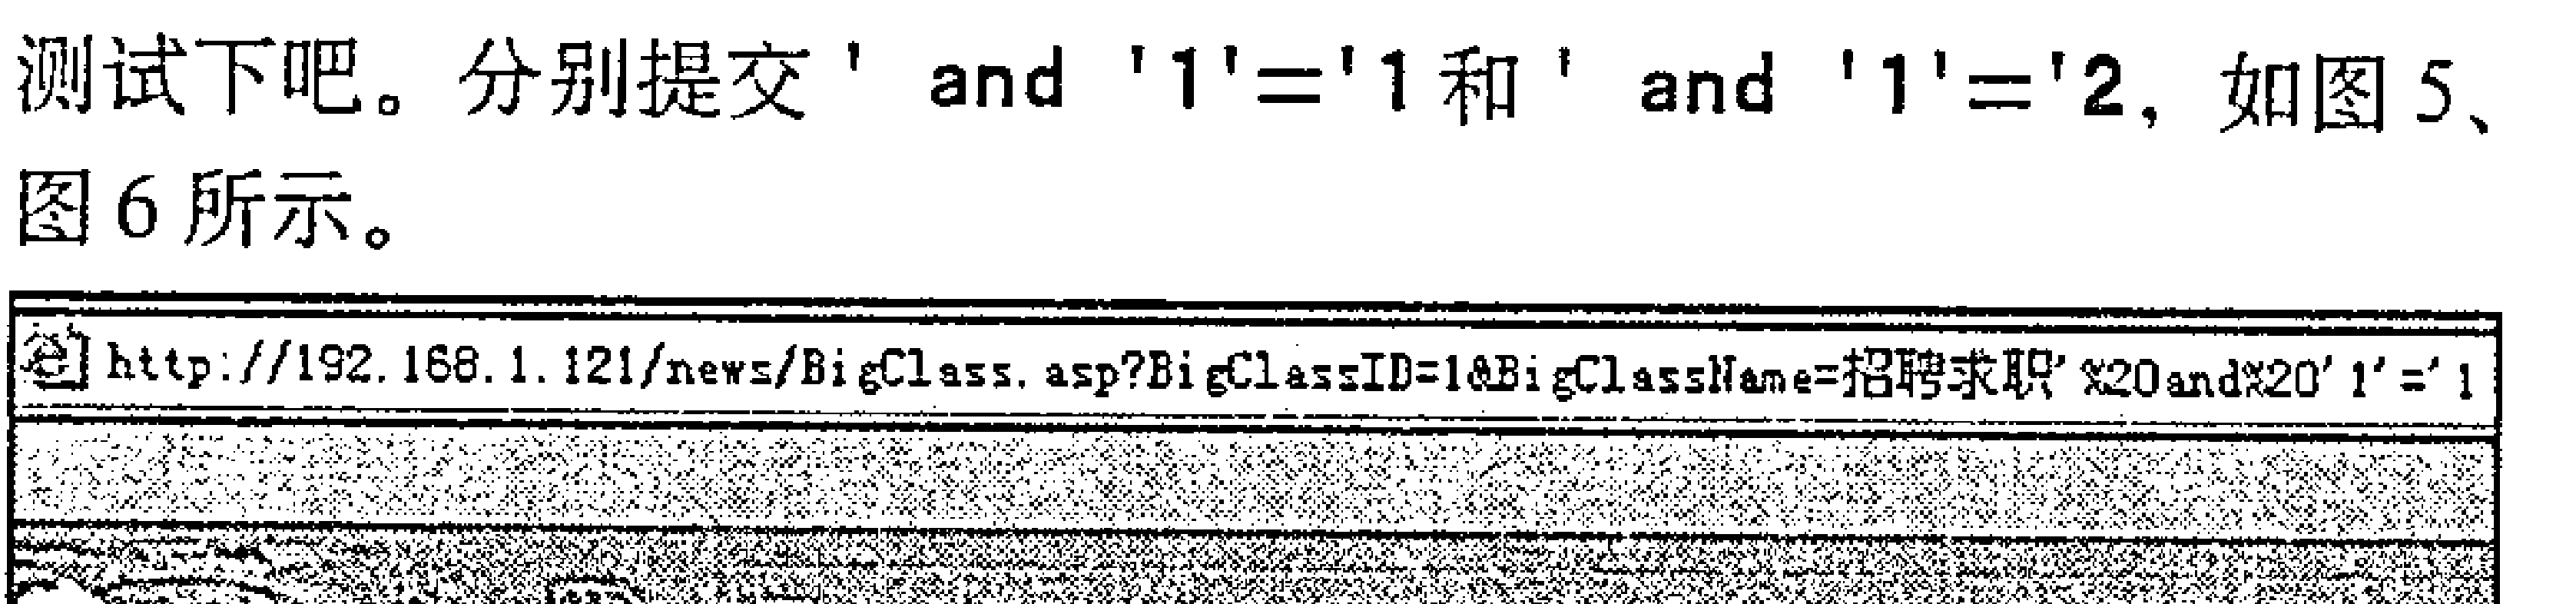 测试下吧。分别提交' and '1'='1和' and '1'='2，如图5、
图6所示。
http://192.168.1.121/news/BigClass.asp?BigClassID=1&BigClassName=招聘求职'%20and%20'1'='1